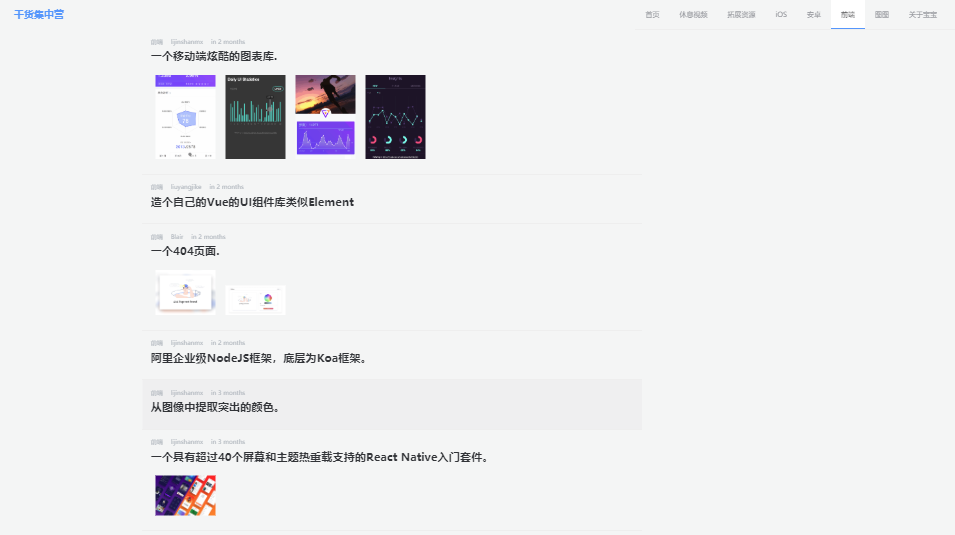 干货集中营
首页 休息视频 拓展资源 iOS 安卓 前端 图图 关于宝宝
前端 lijinshanmx in 2 months
一个移动端炫酷的图表库.
Daily UI Statistics
前端 liuyangjike in 2 months
造个自己的Vue的UI组件库类似Element
前端 Blair in 2 months
一个404页面.
前端 lijinshanmx in 2 months
阿里企业级NodeJS框架，底层为Koa框架。
前端 lijinshanmx in 3 months
从图像中提取突出的颜色。
前端 lijinshanmx in 3 months
一个具有超过40个屏幕和主题热重载支持的React Native入门套件。